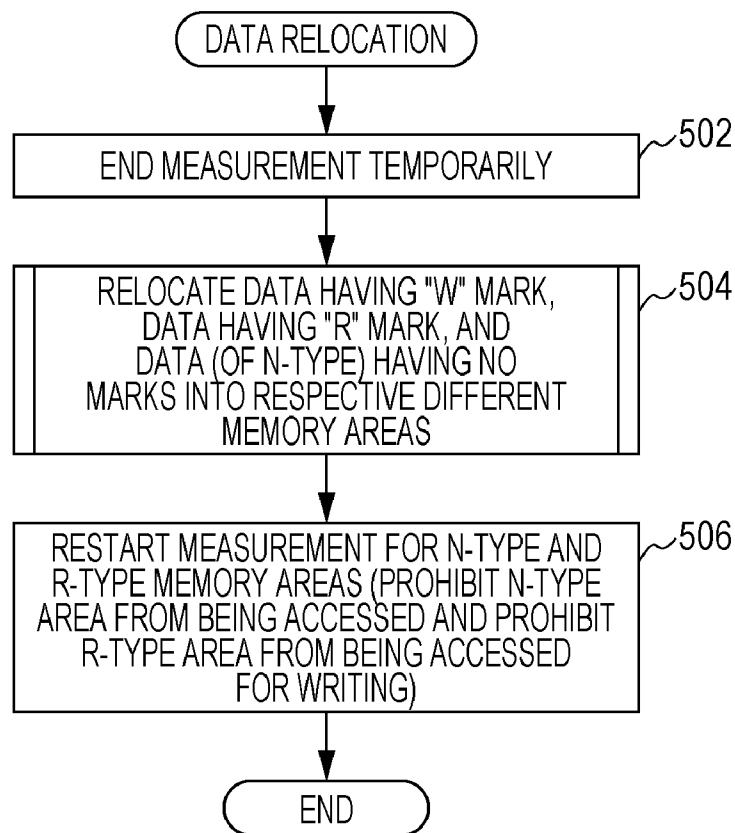 DATA RELOCATION
END MEASUREMENT TEMPORARILY
502
RELOCATE DATA HAVING "W" MARK,
DATA HAVING "R" MARK, AND
DATA (OF N-TYPE) HAVING NO
MARKS INTO RESPECTIVE DIFFERENT
MEMORY AREAS
504
RESTART MEASUREMENT FOR N-TYPE AND
R-TYPE MEMORY AREAS (PROHIBIT N-TYPE
AREA FROM BEING ACCESSED AND PROHIBIT
R-TYPE AREA FROM BEING ACCESSED
FOR WRITING)
506
END